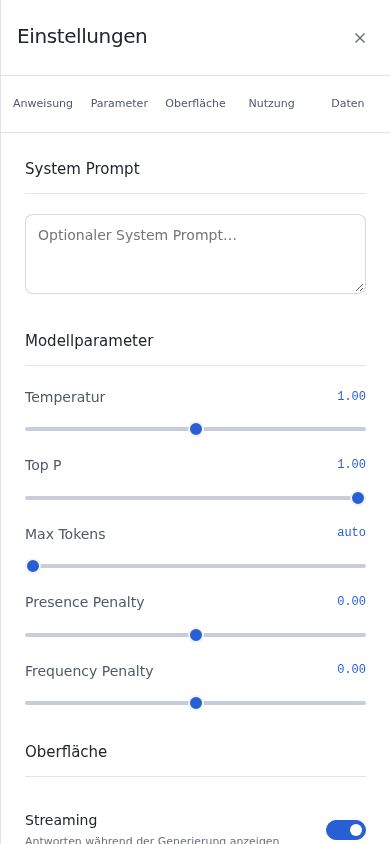 Einstellungen ×
Anweisung Parameter Oberfläche Nutzung Daten
System Prompt
Optionaler System Prompt...
Modellparameter
Temperatur 1.00
Top P 1.00
Max Tokens auto
Presence Penalty 0.00
Frequency Penalty 0.00
Oberfläche
Streaming
Antworten während der Generierung anzeigen